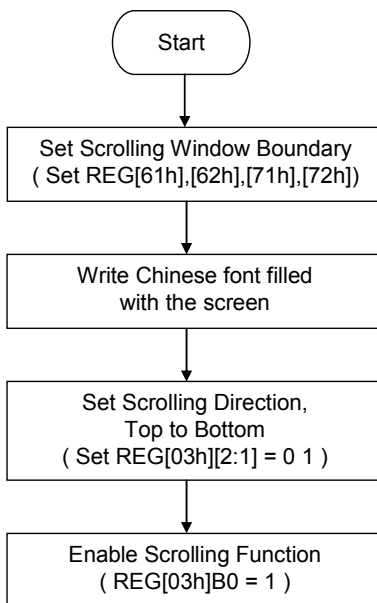 Start
Set Scrolling Window Boundary
( Set REG[61h],[62h],[71h],[72h])
Write Chinese font filled
with the screen
Set Scrolling Direction,
Top to Bottom
( Set REG[03h][2:1] = 0 1 )
Enable Scrolling Function
( REG[03h]B0 = 1 )